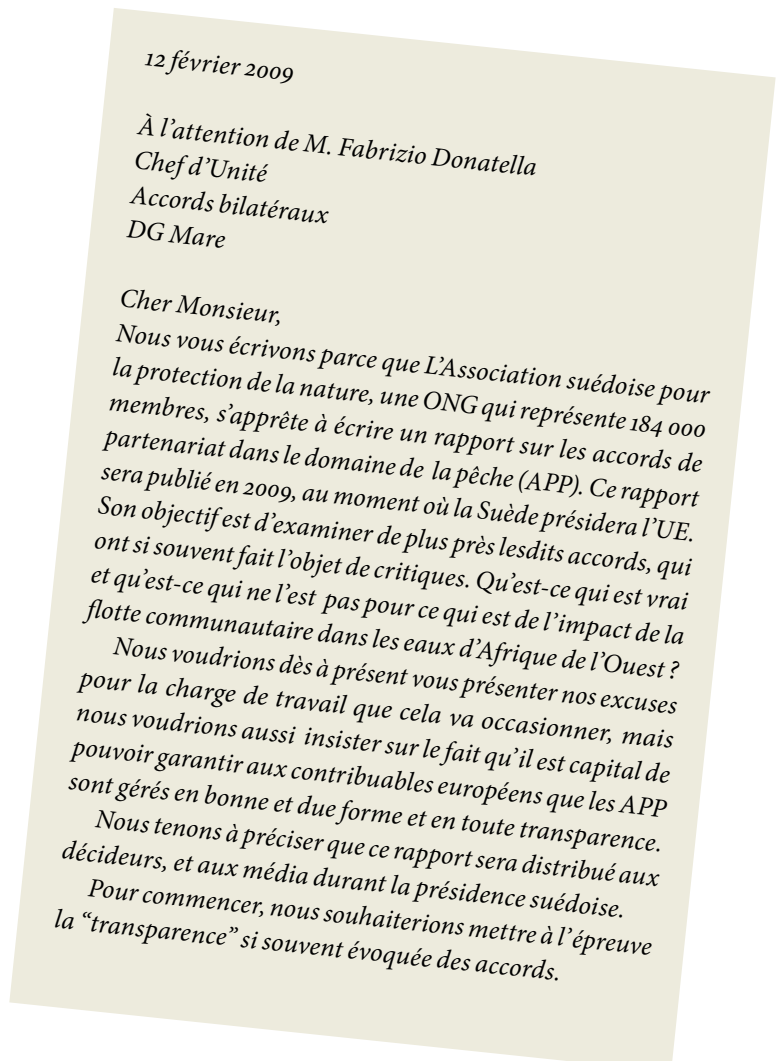 12 février 2009
À l’attention de M. Fabrizio Donatella
Chef d’Unité
Accords bilatéraux
DG Mare
Cher Monsieur,
Nous vous écrivons parce que L’Association suédoise pour
la protection de la nature, une ONG qui représente 184 000
membres, s’apprête à écrire un rapport sur les accords de
partenariat dans le domaine de la pêche (APP). Ce rapport
sera publié en 2009, au moment où la Suède présidera l’UE.
Son objectif est d’examiner de plus près lesdits accords, qui
ont si souvent fait l’objet de critiques. Qu’est-ce qui est vrai
et qu’est-ce qui ne l’est pas pour ce qui est de l’impact de la
flotte communautaire dans les eaux d’Afrique de l’Ouest ?
Nous voudrions dès à présent vous présenter nos excuses
pour la charge de travail que cela va occasionner, mais
nous voudrions aussi insister sur le fait qu’il est capital de
pouvoir garantir aux contribuables européens que les APP
sont gérés en bonne et due forme et en toute transparence.
Nous tenons à préciser que ce rapport sera distribué aux
décideurs, et aux média durant la présidence suédoise.
Pour commencer, nous souhaiterions mettre à l’épreuve
la “transparence” si souvent évoquée des accords.